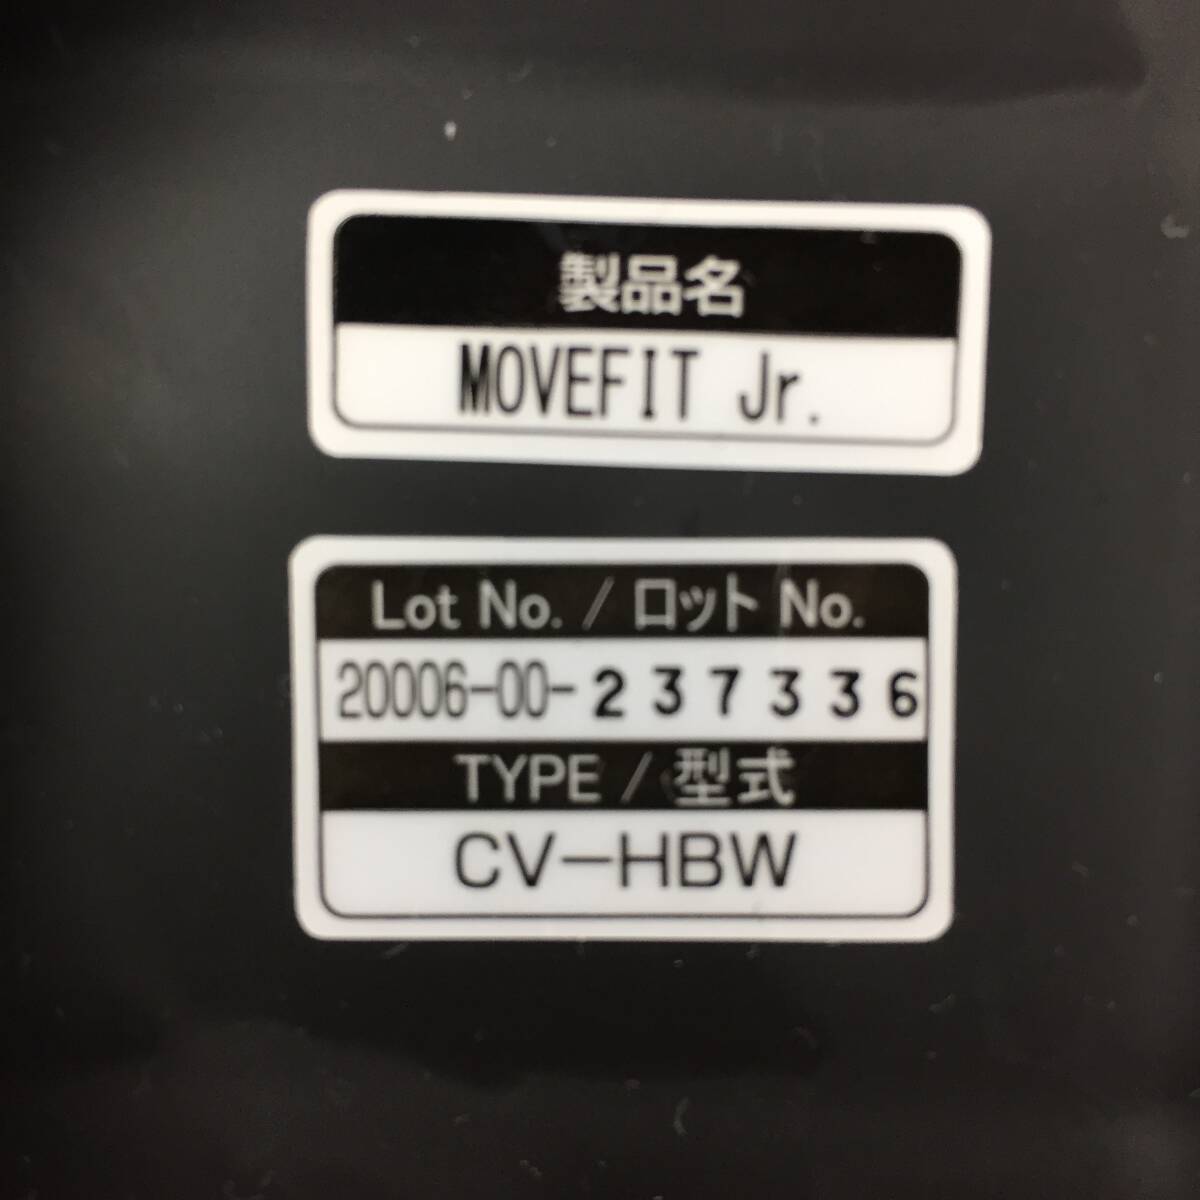 製品名
MOVEFIT Jr.
Lot No. / ロット No.
20006-00-237336
TYPE / 型式
CV-HBW